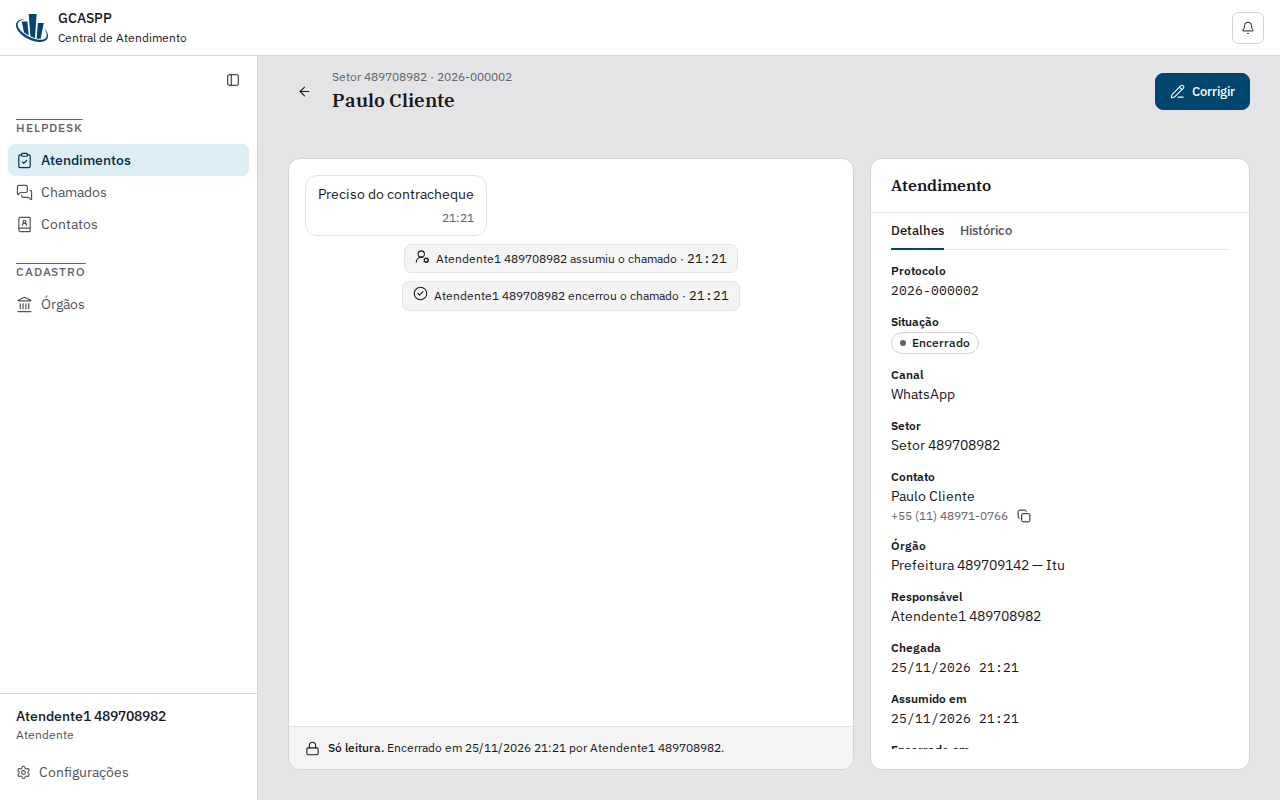 GCASPP
Central de Atendimento
HELPDESK
Atendimentos
Chamados
Contatos
CADASTRO
Órgãos
Atendente1 489708982
Atendente
Configurações
Setor 489708982 · 2026-000002
Paulo Cliente
Corrigir
Preciso do contracheque
21:21
Atendente1 489708982 assumiu o chamado · 21:21
Atendente1 489708982 encerrou o chamado · 21:21
Só leitura. Encerrado em 25/11/2026 21:21 por Atendente1 489708982.
Atendimento
Detalhes Histórico
Protocolo
2026-000002
Situação
Encerrado
Canal
WhatsApp
Setor
Setor 489708982
Contato
Paulo Cliente
+55 (11) 48971-0766
Órgão
Prefeitura 489709142 — Itu
Responsável
Atendente1 489708982
Chegada
25/11/2026 21:21
Assumido em
25/11/2026 21:21
Encerrado em